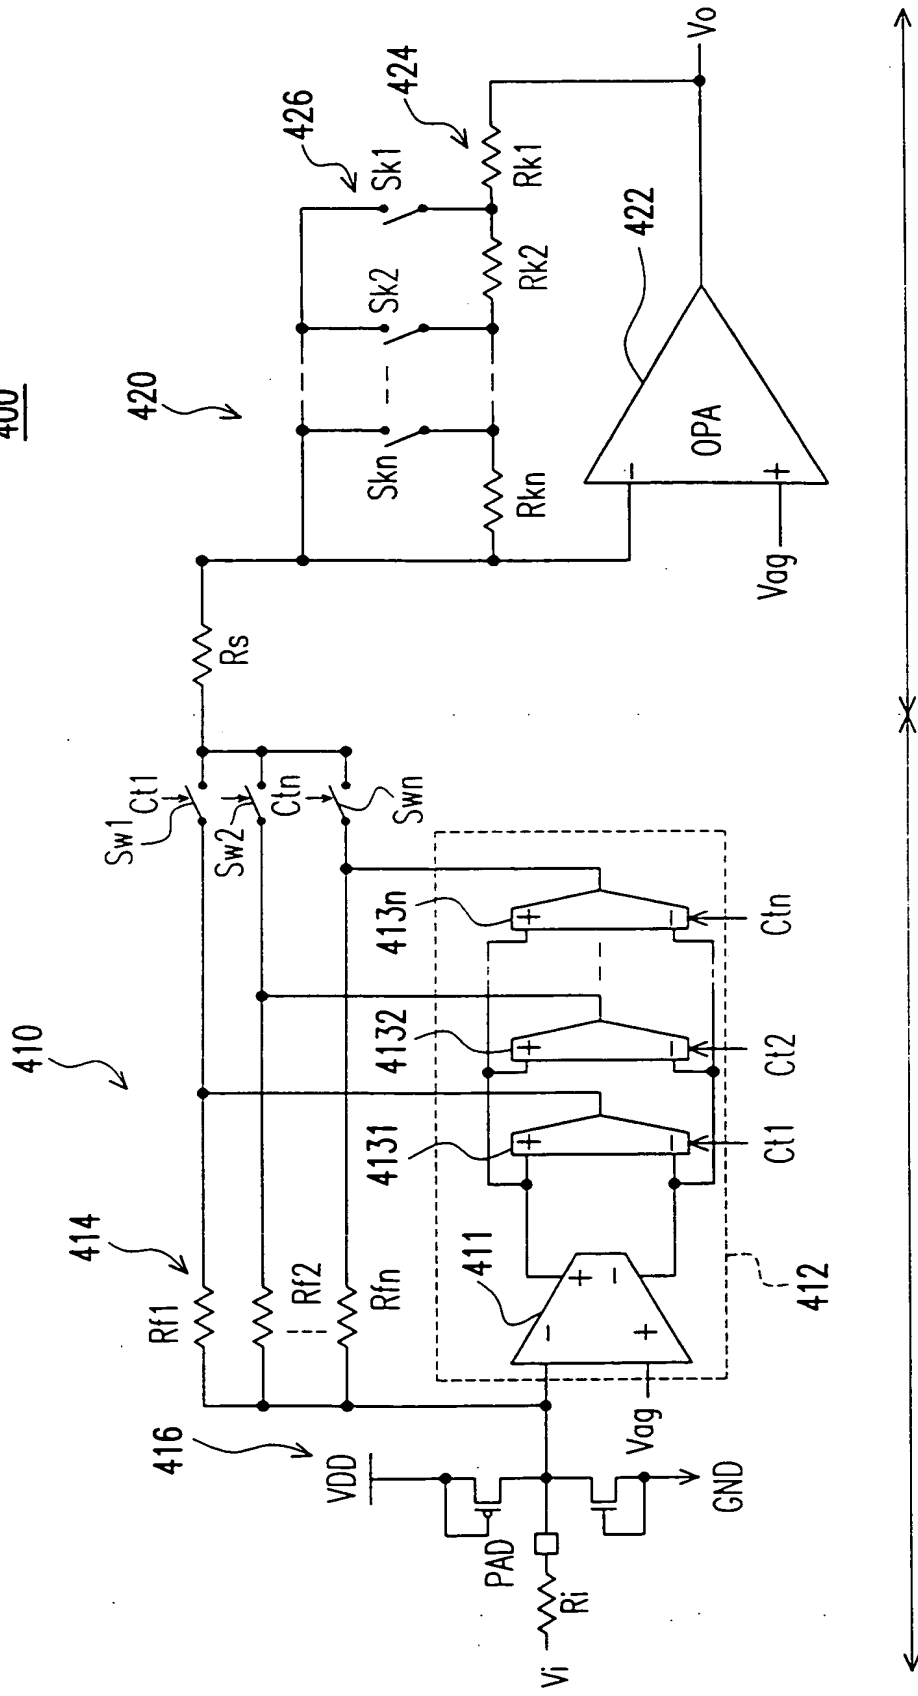 400
420
426
Sk1
424
Sk2
Skn
Rk1
Rk2
Rkn
Vo
422
OPA
−
+
Vag
Rs
410
Ct1
Sw1
Sw2
Ctn
Swn
414
Rf1
Rf2
Rfn
413n
4132
4131
411
+
−
+
−
+
−
−
+
+
−
Ctn
Ct2
Ct1
412
416
VDD
PAD
Vag
GND
Ri
Vi